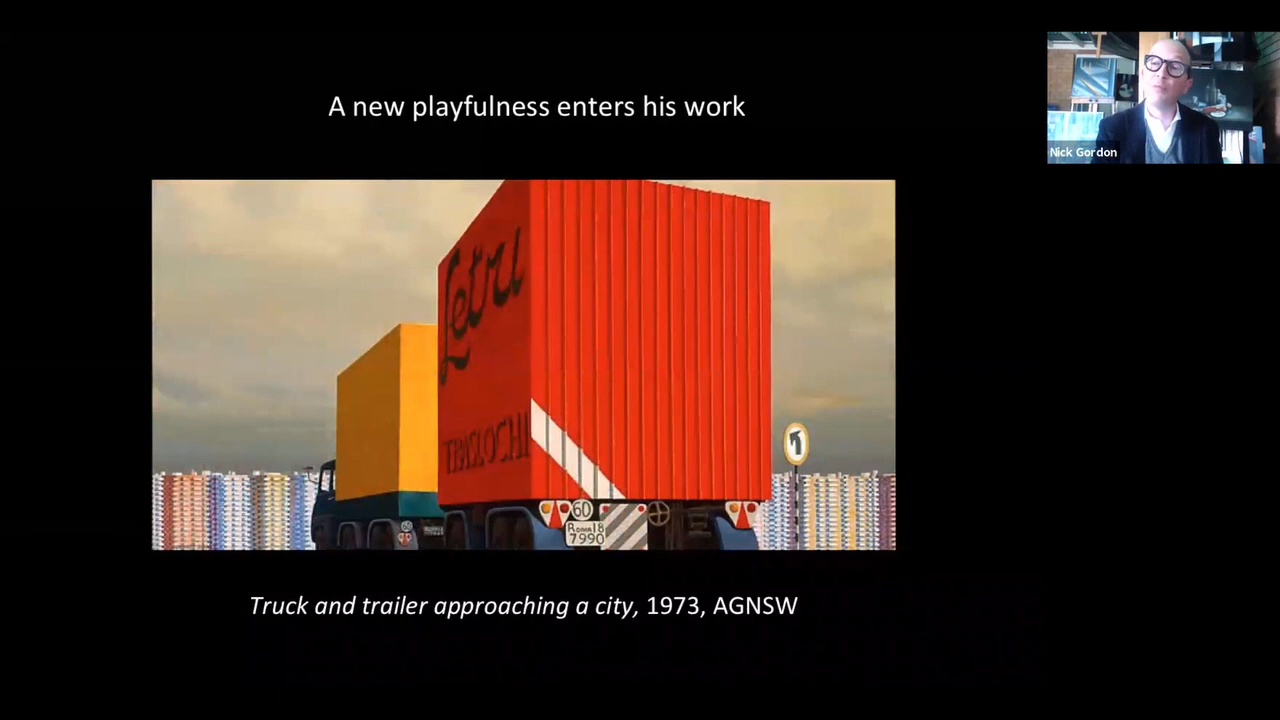 A new playfulness enters his work
Nick Gordon
Letri
TRASLOCHI
6D
ROMA 18
7990
Truck and trailer approaching a city, 1973, AGNSW